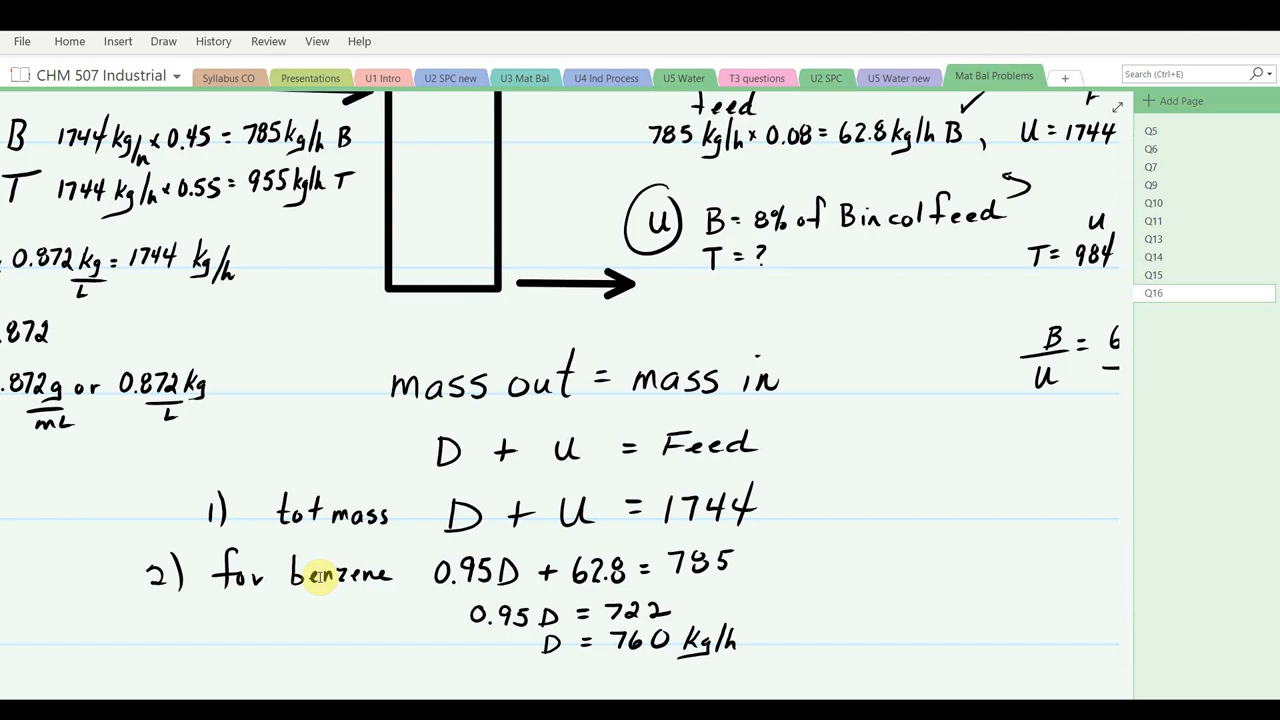 File Home Insert Draw History Review View Help
CHM 507 Industrial
Syllabus CO
Presentations
U1 Intro
U2 SPC new
U3 Mat Bal
U4 Ind Process
U5 Water
T3 questions
U2 SPC
U5 Water new
Mat Bal Problems
+
Search (Ctrl+E)
Add Page
Q5
Q6
Q7
Q9
Q10
Q11
Q13
Q14
Q15
Q16
B 1744 kg/h × 0.45 = 785 kg/h B
T 1744 kg/h × 0.55 = 955 kg/h T
0.872 kg/L = 1744 kg/h
.872
.872 g/mL or 0.872 kg/L
feed
785 kg/h × 0.08 = 62.8 kg/h B , U = 1744
U B = 8% of B in col feed
T = ?
U
T = 984
B/U = 6
mass out = mass in
D + U = Feed
1) tot mass D + U = 1744
2) for benzene 0.95D + 62.8 = 785
0.95 D = 722
D = 760 kg/h